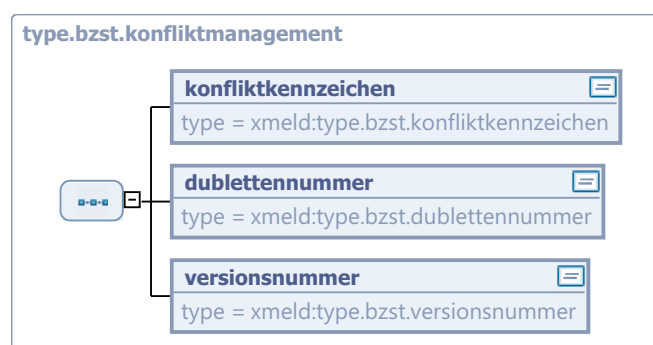 type.bzst.konfliktmanagement
konfliktkennzeichen
type = xmeld:type.bzst.konfliktkennzeichen
dublettennummer
type = xmeld:type.bzst.dublettennummer
versionsnummer
type = xmeld:type.bzst.versionsnummer